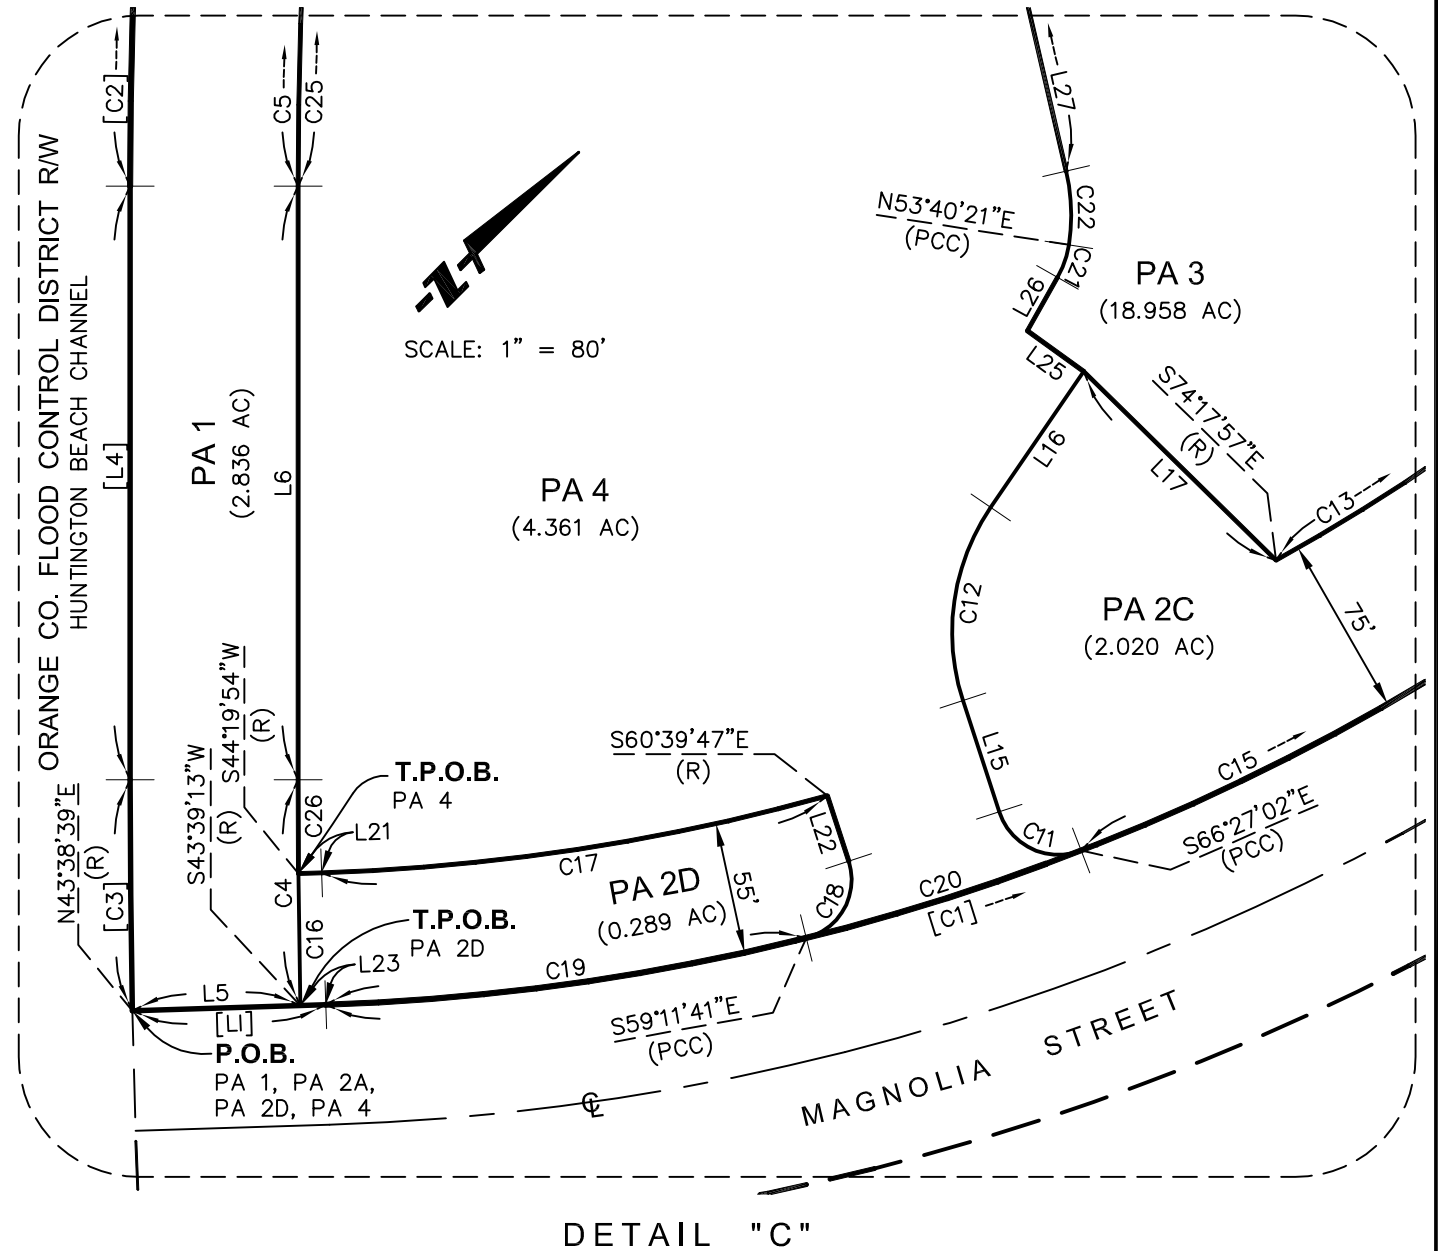 [C2]
C5
C25
L27
ORANGE CO. FLOOD CONTROL DISTRICT R/W
HUNTINGTON BEACH CHANNEL
N53°40'21"E
(PCC)
C22
C21
PA 3
(18.958 AC)
L26
L25
N
SCALE: 1" = 80'
S74°17'57"E
(R)
PA 1
(2.836 AC)
[L4]
L6
PA 4
(4.361 AC)
L16
L17
C13
C12
PA 2C
(2.020 AC)
75'
S44°19'54"W
(R)
S43°39'13"W
(R)
N43°38'39"E
(R)
S60°39'47"E
(R)
L15
C15
T.P.O.B.
PA 4
C26
L21
C17
L22
C11
S66°27'02"E
(PCC)
C4
[C3]
C16
PA 2D
(0.289 AC)
55'
C18
C20
[C1]
T.P.O.B.
PA 2D
L23
C19
L5
[LI]
S59°11'41"E
(PCC)
P.O.B.
PA 1, PA 2A,
PA 2D, PA 4
℄
MAGNOLIA STREET
DETAIL "C"